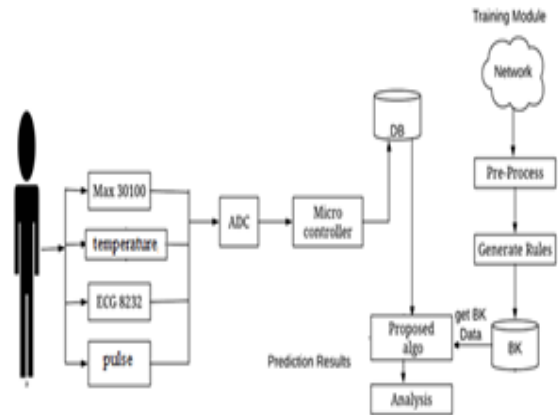 Training Module
Network
DB
Pre-Process
Max 30100
temperature
ADC
Micro
controller
Generate Rules
ECG 8232
pulse
Proposed
algo
get BK
Data
BK
Prediction Results
Analysis